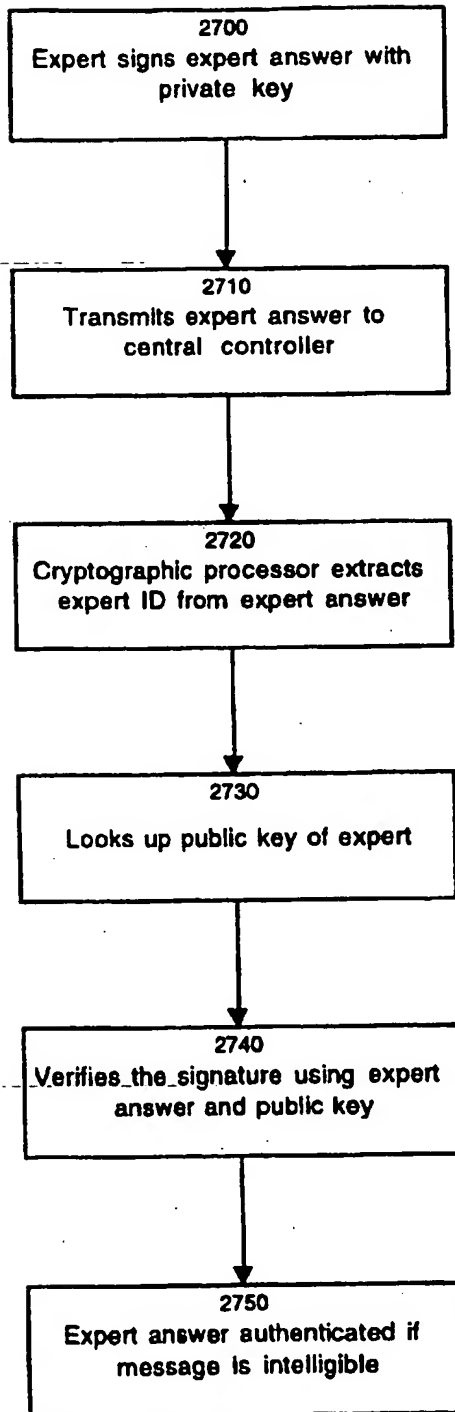 2700
Expert signs expert answer with
private key
2710
Transmits expert answer to
central controller
2720
Cryptographic processor extracts
expert ID from expert answer
2730
Looks up public key of expert
2740
Verifies the signature using expert
answer and public key
2750
Expert answer authenticated if
message is intelligible